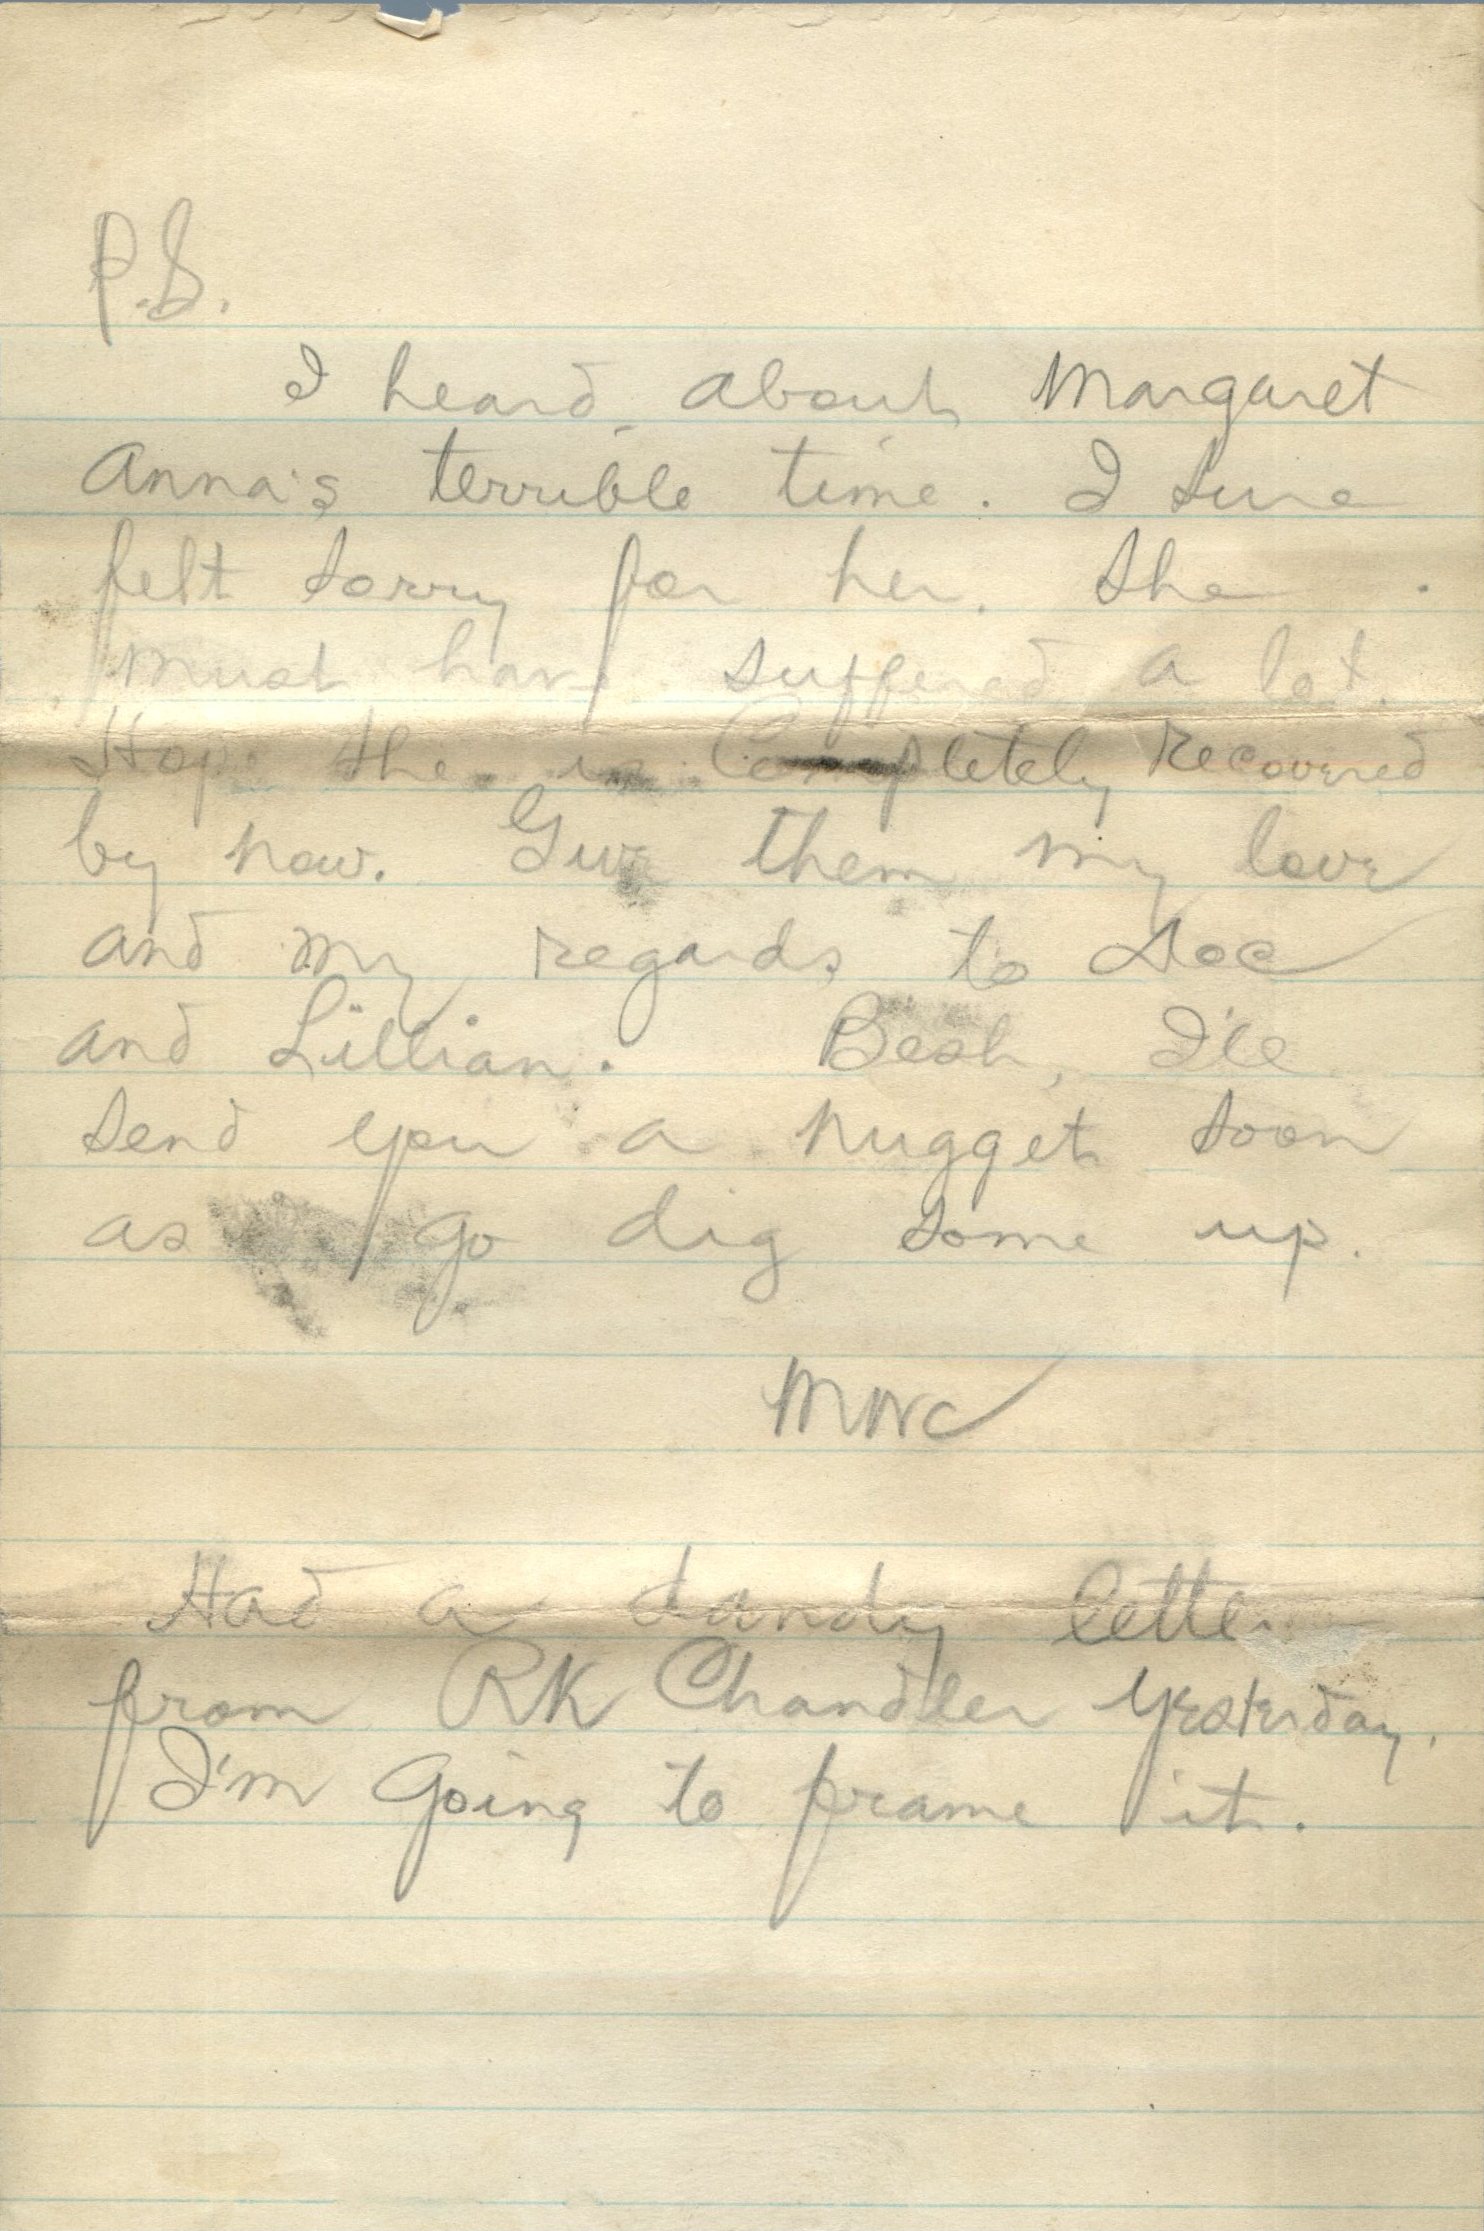 P.S.
I heard about Margaret
Anna's terrible time. I sure
felt sorry for her. She
must have suffered a lot.
Hope she is Completely recovered
by now. Give them my love
and my regards to Doc
and Lillian. Besh, I'le
send you a nugget soon
as go dig some up.
MWC
Had a dandy letter
from RK Chandler yesterday.
I'm going to frame it.